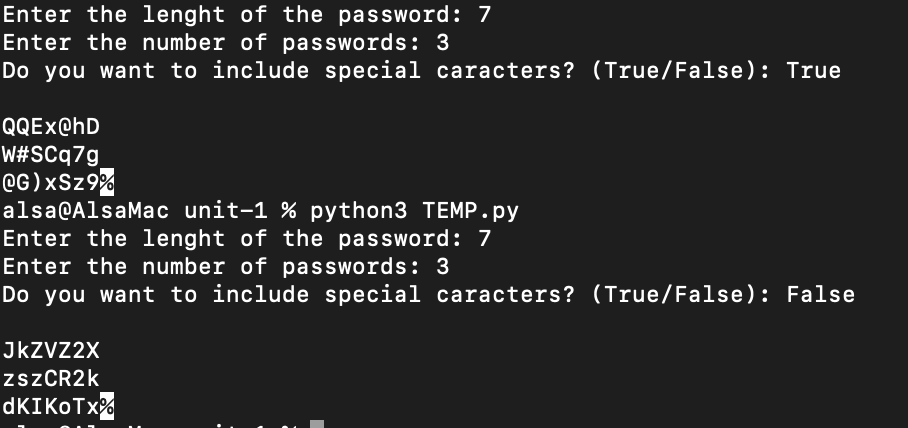 Enter the lenght of the password: 7
Enter the number of passwords: 3
Do you want to include special caracters? (True/False): True
QQEx@hD
W#SCq7g
@G)xSz9%
alsa@AlsaMac unit-1 % python3 TEMP.py
Enter the lenght of the password: 7
Enter the number of passwords: 3
Do you want to include special caracters? (True/False): False
JkZVZ2X
zszCR2k
dKIKoTx%